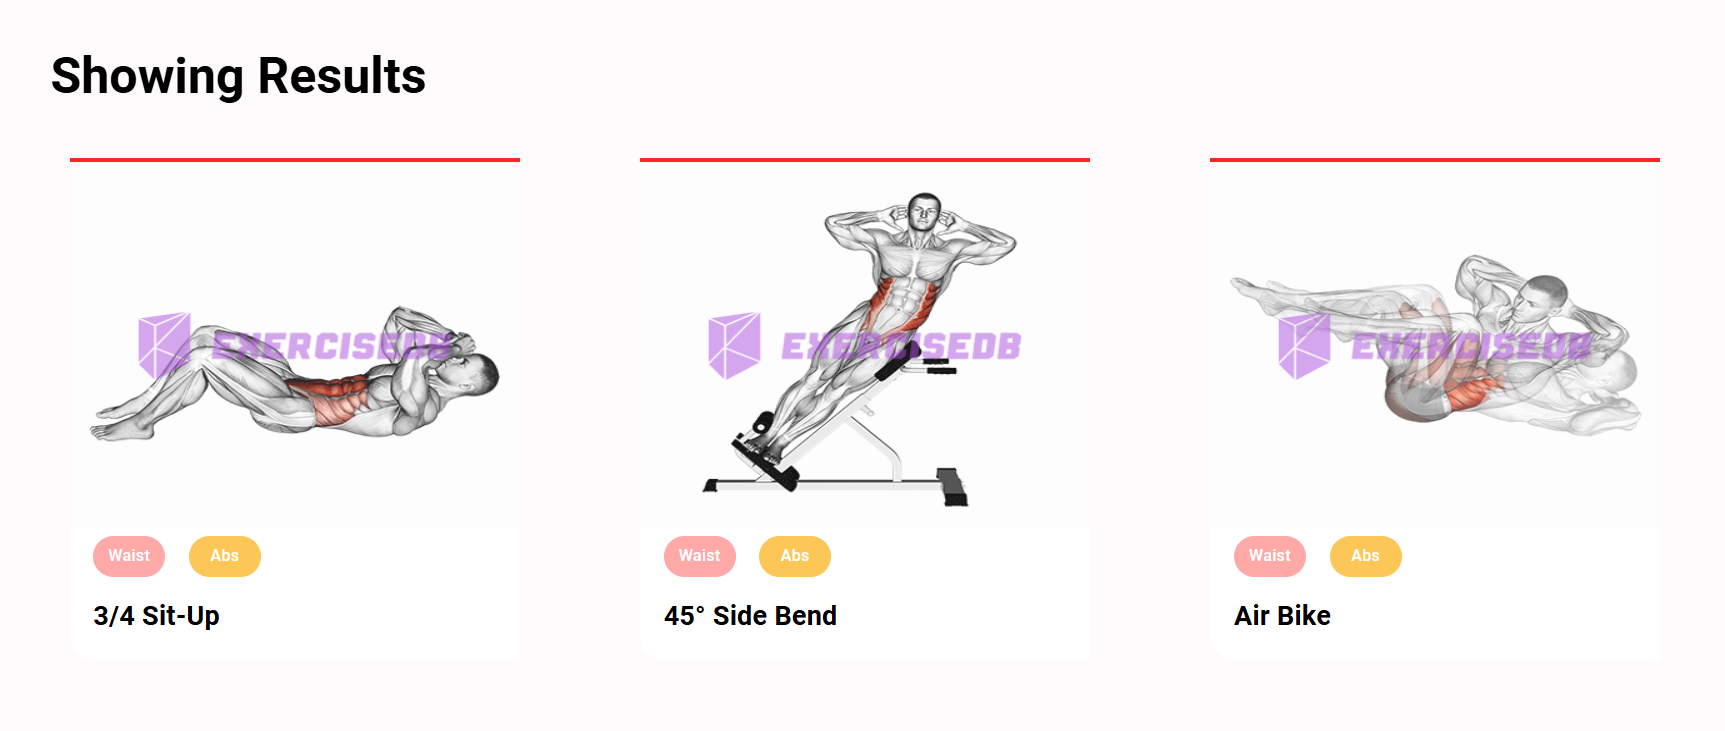 Showing Results
EXERCISEDB
EXERCISEDB
EXERCISEDB
Waist Abs
Waist Abs
Waist Abs
3/4 Sit-Up
45° Side Bend
Air Bike